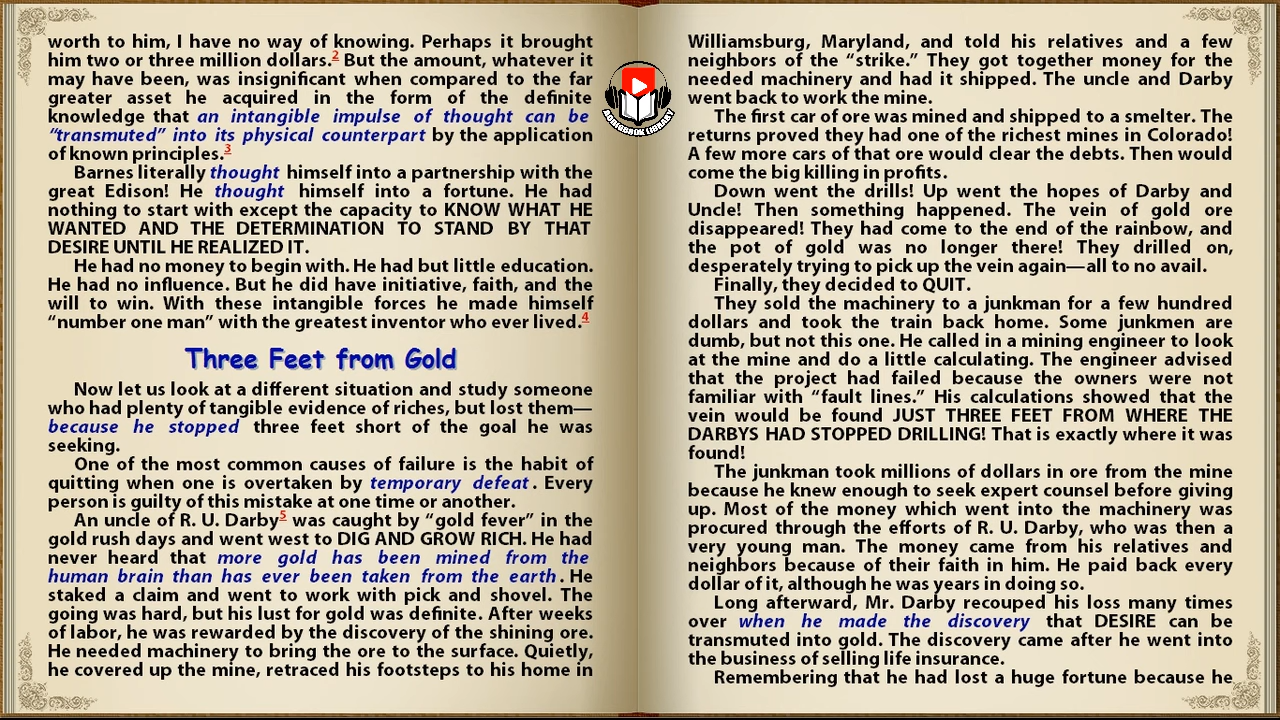 worth to him, I have no way of knowing. Perhaps it brought
him two or three million dollars.2 But the amount, whatever it
may have been, was insignificant when compared to the far
greater asset he acquired in the form of the definite
knowledge that an intangible impulse of thought can be
“transmuted” into its physical counterpart by the application
of known principles.3
Barnes literally thought himself into a partnership with the
great Edison! He thought himself into a fortune. He had
nothing to start with except the capacity to KNOW WHAT HE
WANTED AND THE DETERMINATION TO STAND BY THAT
DESIRE UNTIL HE REALIZED IT.
He had no money to begin with. He had but little education.
He had no influence. But he did have initiative, faith, and the
will to win. With these intangible forces he made himself
“number one man” with the greatest inventor who ever lived.4
Three Feet from Gold
Now let us look at a different situation and study someone
who had plenty of tangible evidence of riches, but lost them—
because he stopped three feet short of the goal he was
seeking.
One of the most common causes of failure is the habit of
quitting when one is overtaken by temporary defeat. Every
person is guilty of this mistake at one time or another.
An uncle of R. U. Darby5 was caught by “gold fever” in the
gold rush days and went west to DIG AND GROW RICH. He had
never heard that more gold has been mined from the
human brain than has ever been taken from the earth. He
staked a claim and went to work with pick and shovel. The
going was hard, but his lust for gold was definite. After weeks
of labor, he was rewarded by the discovery of the shining ore.
He needed machinery to bring the ore to the surface. Quietly,
he covered up the mine, retraced his footsteps to his home in
AUDIOBOOK LIBRARY
Williamsburg, Maryland, and told his relatives and a few
neighbors of the “strike.” They got together money for the
needed machinery and had it shipped. The uncle and Darby
went back to work the mine.
The first car of ore was mined and shipped to a smelter. The
returns proved they had one of the richest mines in Colorado!
A few more cars of that ore would clear the debts. Then would
come the big killing in profits.
Down went the drills! Up went the hopes of Darby and
Uncle! Then something happened. The vein of gold ore
disappeared! They had come to the end of the rainbow, and
the pot of gold was no longer there! They drilled on,
desperately trying to pick up the vein again—all to no avail.
Finally, they decided to QUIT.
They sold the machinery to a junkman for a few hundred
dollars and took the train back home. Some junkmen are
dumb, but not this one. He called in a mining engineer to look
at the mine and do a little calculating. The engineer advised
that the project had failed because the owners were not
familiar with “fault lines.” His calculations showed that the
vein would be found JUST THREE FEET FROM WHERE THE
DARBYS HAD STOPPED DRILLING! That is exactly where it was
found!
The junkman took millions of dollars in ore from the mine
because he knew enough to seek expert counsel before giving
up. Most of the money which went into the machinery was
procured through the efforts of R. U. Darby, who was then a
very young man. The money came from his relatives and
neighbors because of their faith in him. He paid back every
dollar of it, although he was years in doing so.
Long afterward, Mr. Darby recouped his loss many times
over when he made the discovery that DESIRE can be
transmuted into gold. The discovery came after he went into
the business of selling life insurance.
Remembering that he had lost a huge fortune because he